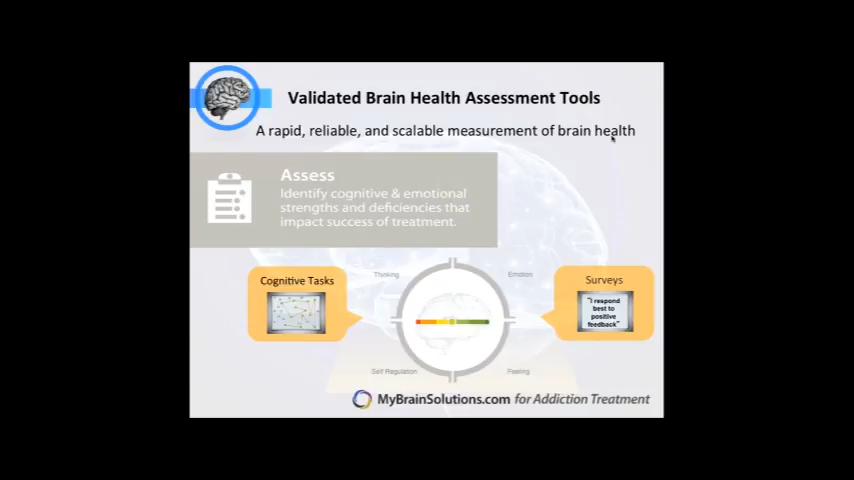 Validated Brain Health Assessment Tools
A rapid, reliable, and scalable measurement of brain health
Assess
Identify cognitive & emotional
strengths and deficiencies that
impact success of treatment.
Thinking
Emotion
Cognitive Tasks
Surveys
"I respond
best to
positive
feedback"
Self Regulation
Feeling
MyBrainSolutions.com for Addiction Treatment